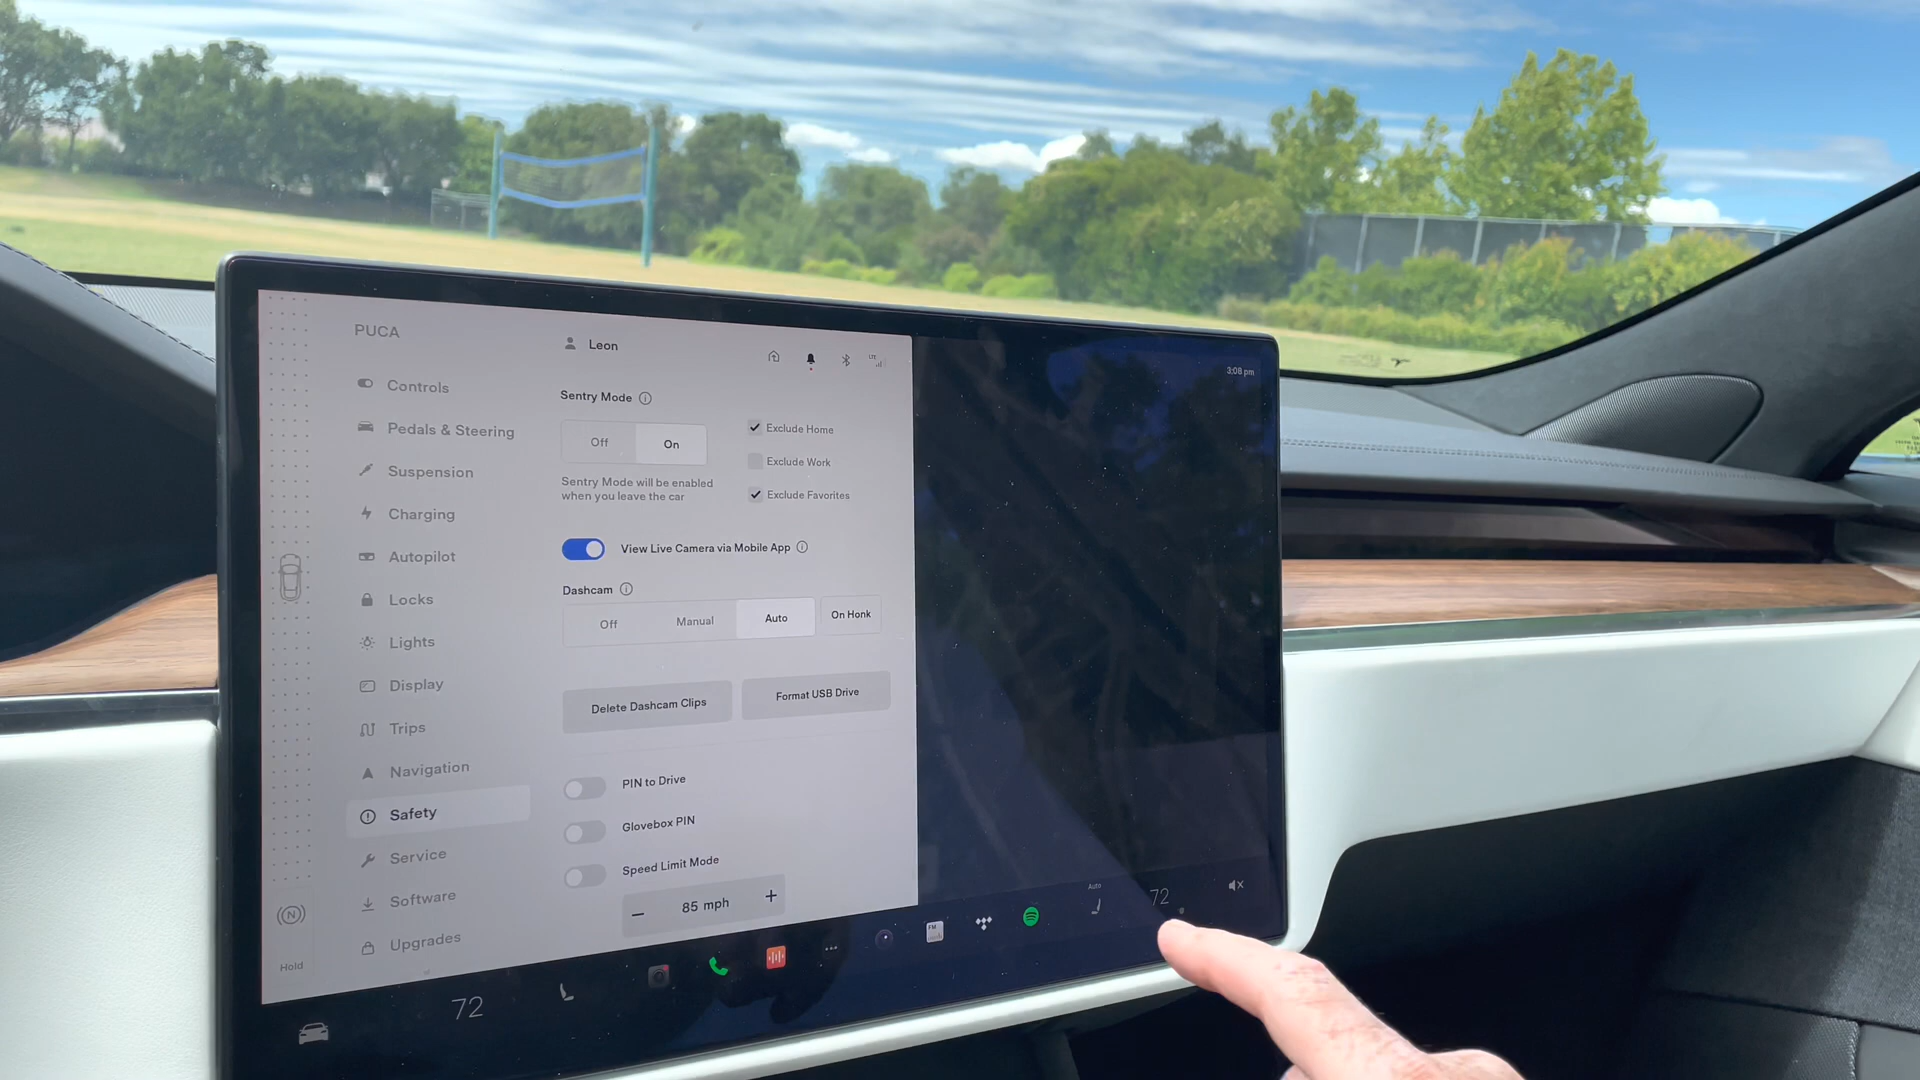 PUCA
Leon
LTE
3:08 pm
Controls
Pedals & Steering
Suspension
Charging
Autopilot
Locks
Lights
Display
Trips
Navigation
Safety
Service
Software
Upgrades
Sentry Mode
Off
On
Exclude Home
Exclude Work
Exclude Favorites
Sentry Mode will be enabled
when you leave the car
View Live Camera via Mobile App
Dashcam
Off
Manual
Auto
On Honk
Delete Dashcam Clips
Format USB Drive
PIN to Drive
Glovebox PIN
Speed Limit Mode
− 85 mph +
N
Hold
72
FM
Auto
72